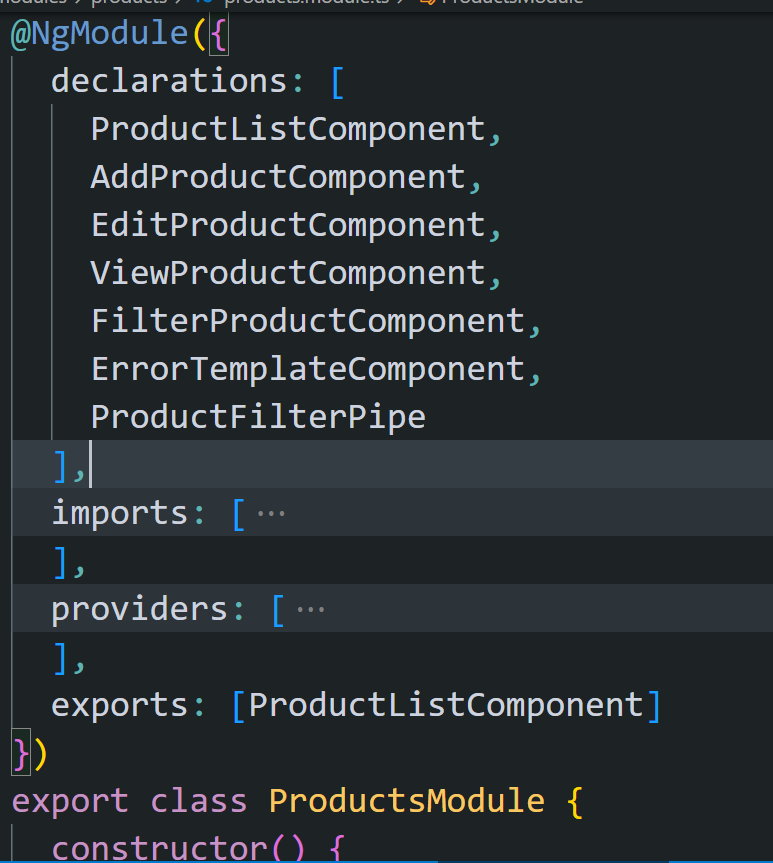 modules > products > products.module.ts > ProductsModule
@NgModule({
declarations: [
ProductListComponent,
AddProductComponent,
EditProductComponent,
ViewProductComponent,
FilterProductComponent,
ErrorTemplateComponent,
ProductFilterPipe
],
imports: [ ···
],
providers: [ ···
],
exports: [ProductListComponent]
})
export class ProductsModule {
constructor() {